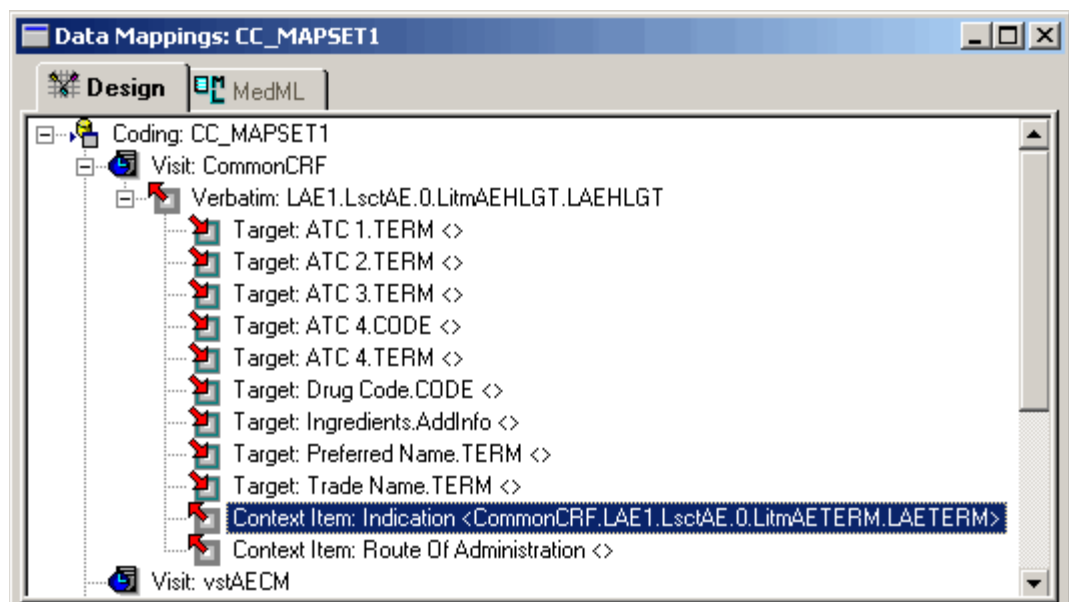 Data Mappings: CC_MAPSET1
Design MedML
Coding: CC_MAPSET1
Visit: CommonCRF
Verbatim: LAE1.LsctAE.0.LitmAEHLGT.LAEHLGT
Target: ATC 1.TERM <>
Target: ATC 2.TERM <>
Target: ATC 3.TERM <>
Target: ATC 4.CODE <>
Target: ATC 4.TERM <>
Target: Drug Code.CODE <>
Target: Ingredients.AddInfo <>
Target: Preferred Name.TERM <>
Target: Trade Name.TERM <>
Context Item: Indication <CommonCRF.LAE1.LsctAE.0.LitmAETERM.LAETERM>
Context Item: Route Of Administration <>
Visit: vstAECM